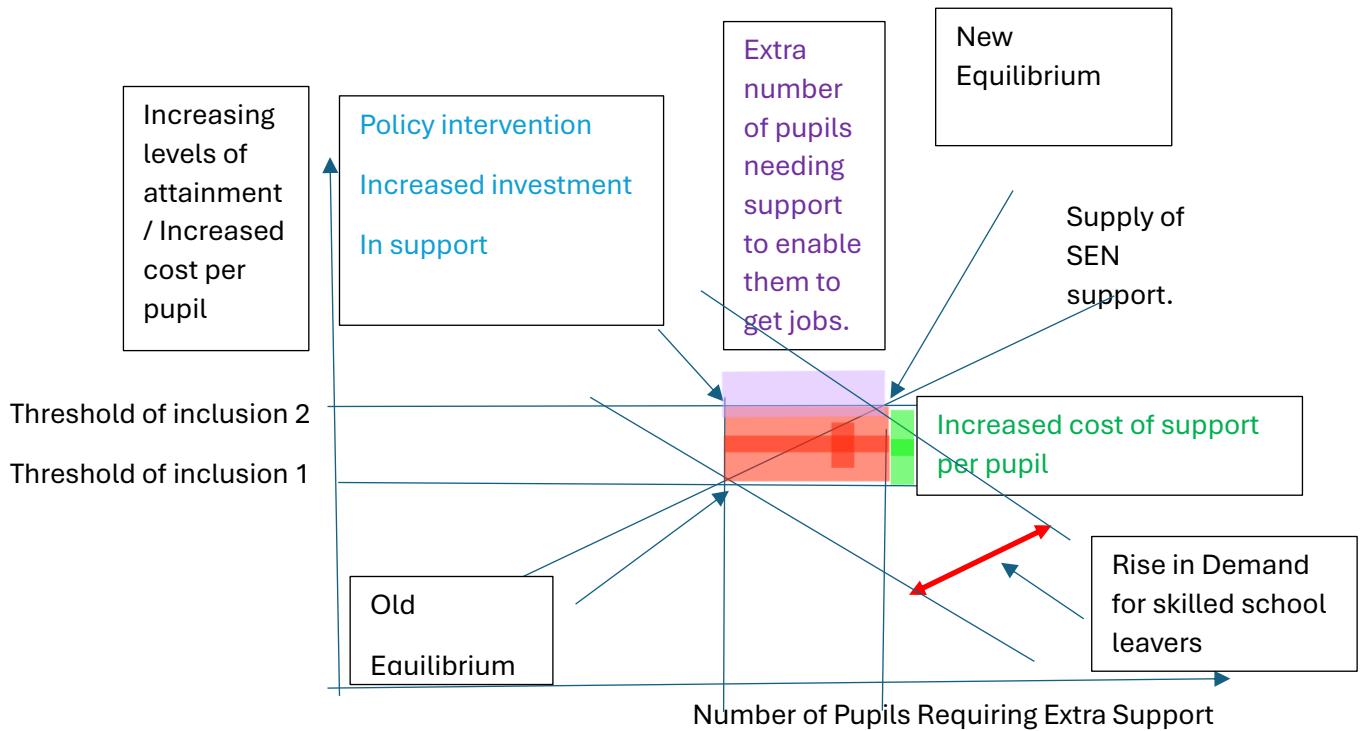 Increasing
levels of
attainment
/ Increased
cost per
pupil
Policy intervention
Increased investment
In support
Extra
number
of pupils
needing
support
to enable
them to
get jobs.
New
Equilibrium
Supply of
SEN
support.
Threshold of inclusion 2
Threshold of inclusion 1
Increased cost of support
per pupil
Old
Equilibrium
Rise in Demand
for skilled school
leavers
Number of Pupils Requiring Extra Support